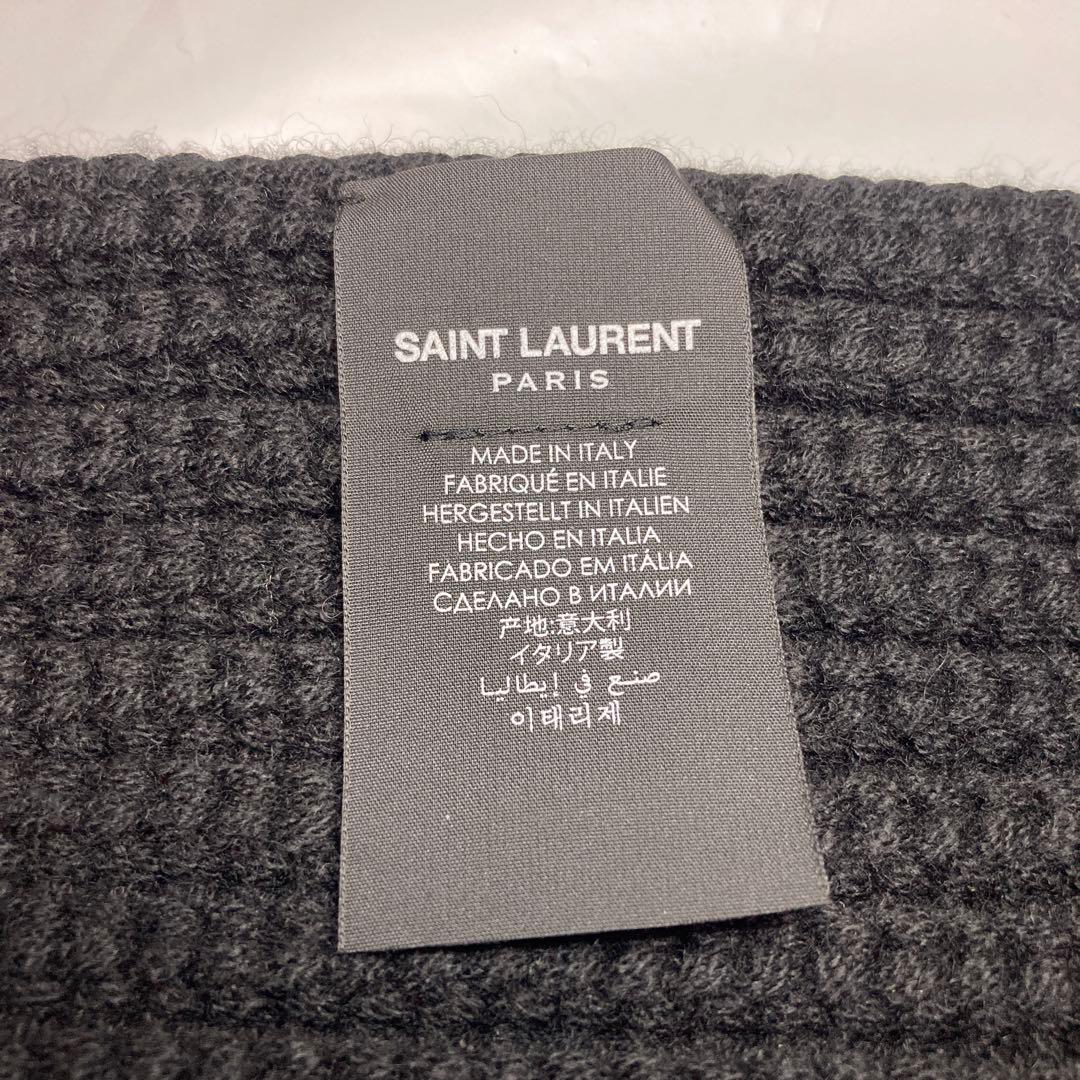 SAINT LAURENT
PARIS
MADE IN ITALY
FABRIQUÉ EN ITALIE
HERGESTELLT IN ITALIEN
HECHO EN ITALIA
FABRICADO EM ITÁLIA
СДЕЛАНО В ИТАЛИИ
产地:意大利
イタリア製
صنع في إيطاليا
이태리제